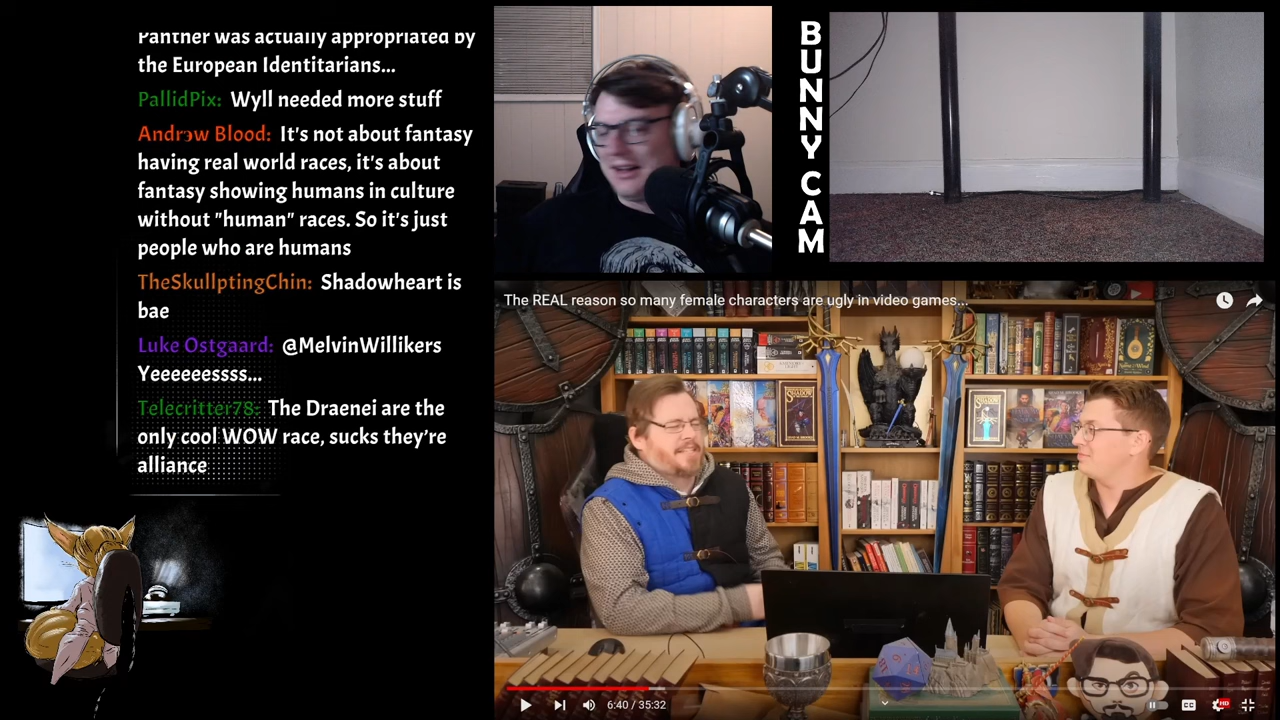 Panther was actually appropriated by
the European Identitarians...
PallidPix: Wyll needed more stuff
Andrew Blood: It's not about fantasy
having real world races, it's about
fantasy showing humans in culture
without "human" races. So it's just
people who are humans
TheSkullptingChin: Shadowheart is
bae
Luke Ostgaard: @MelvinWillikers
Yeeeeeessss...
Telecritter78: The Draenei are the
only cool WOW race, sucks they're
alliance
BUNNY CAM
The REAL reason so many female characters are ugly in video games...
6:40 / 35:32
CC
HD